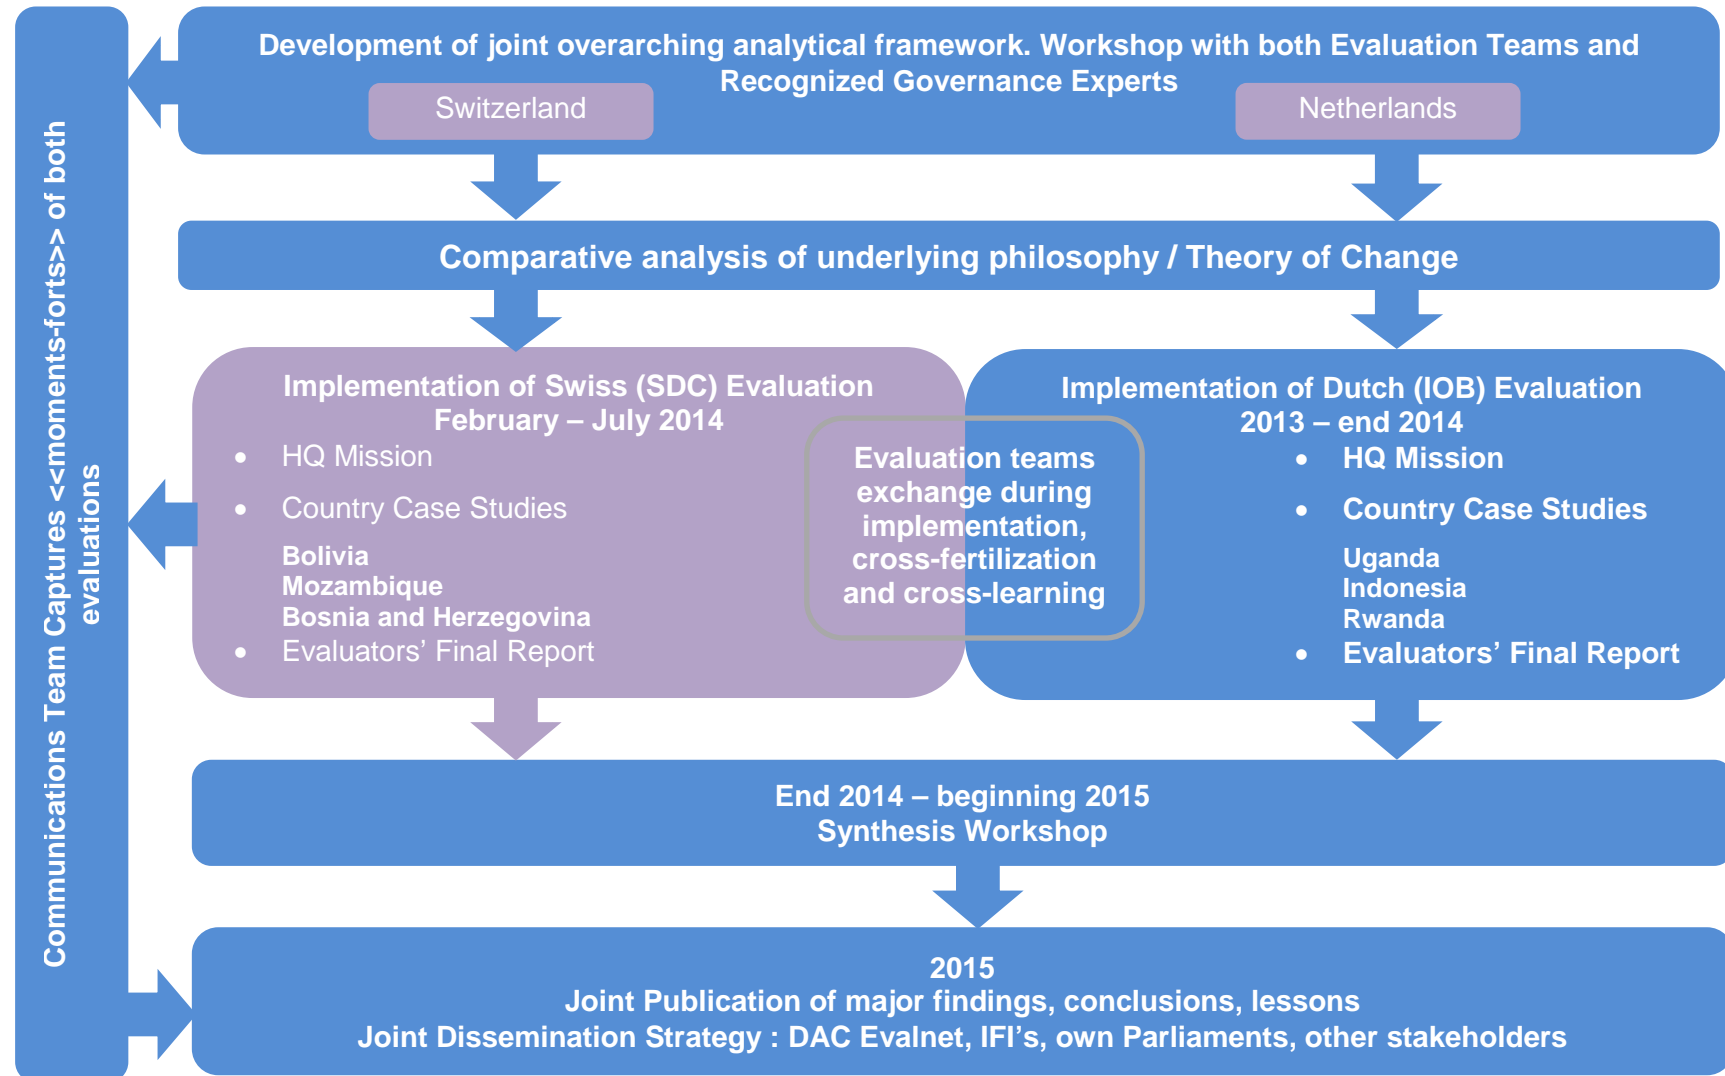 Communications Team Captures <<moments-forts>> of both
evaluations
Development of joint overarching analytical framework. Workshop with both Evaluation Teams and
Recognized Governance Experts
Switzerland
Netherlands
Comparative analysis of underlying philosophy / Theory of Change
Implementation of Swiss (SDC) Evaluation
February – July 2014
• HQ Mission
• Country Case Studies
Bolivia
Mozambique
Bosnia and Herzegovina
• Evaluators’ Final Report
Evaluation teams
exchange during
implementation,
cross-fertilization
and cross-learning
Implementation of Dutch (IOB) Evaluation
2013 – end 2014
• HQ Mission
• Country Case Studies
Uganda
Indonesia
Rwanda
• Evaluators’ Final Report
End 2014 – beginning 2015
Synthesis Workshop
2015
Joint Publication of major findings, conclusions, lessons
Joint Dissemination Strategy : DAC Evalnet, IFI’s, own Parliaments, other stakeholders